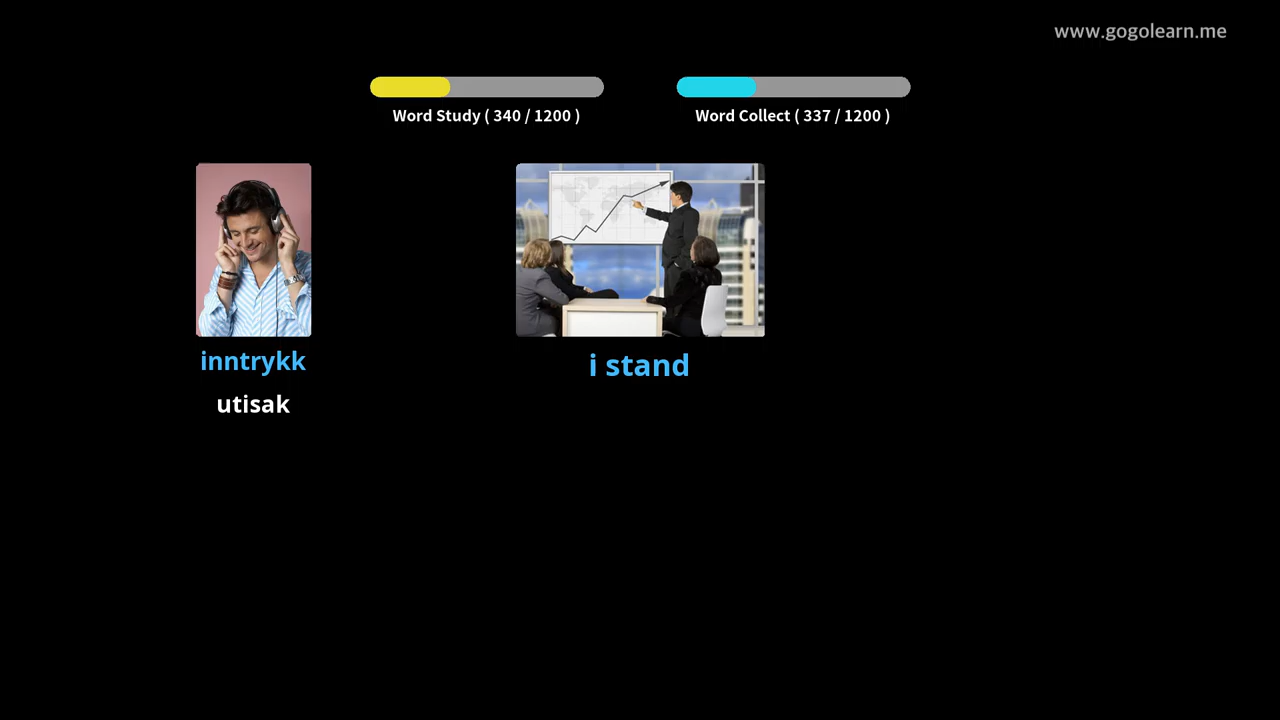 www.gogolearn.me
Word Study ( 340 / 1200 )
Word Collect ( 337 / 1200 )
inntrykk
utisak
i stand